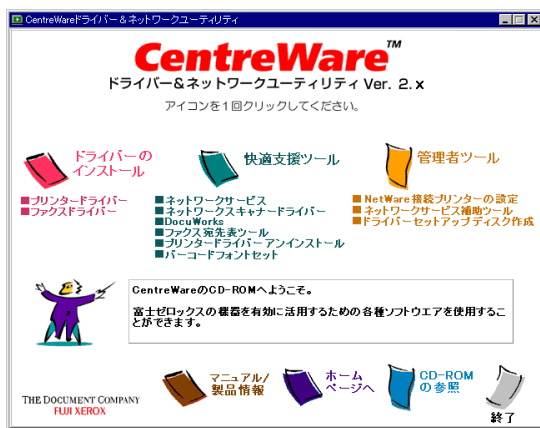 CentreWareドライバー&ネットワークユーティリティ
CentreWare™
ドライバー&ネットワークユーティリティ Ver. 2.x
アイコンを1回クリックしてください。
ドライバーの
インストール
■プリンタードライバー
■ファクスドライバー
快適支援ツール
■ネットワークサービス
■ネットワークスキャナードライバー
■DocuWorks
■ファクス宛先表ツール
■プリンタードライバーアンインストール
■バーコードフォントセット
管理者ツール
■NetWare接続プリンターの設定
■ネットワークサービス補助ツール
■ドライバーセットアップディスク作成
CentreWareのCD-ROMへようこそ。
富士ゼロックスの機器を有効に活用するための各種ソフトウエアを使用するこ
とができます。
THE DOCUMENT COMPANY
FUJI XEROX
マニュアル/
製品情報
ホーム
ページへ
CD-ROM
の参照
終了